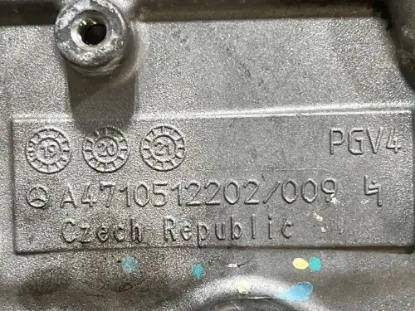 19 20 21 PGV4
A4710512202/009
Czech Republic